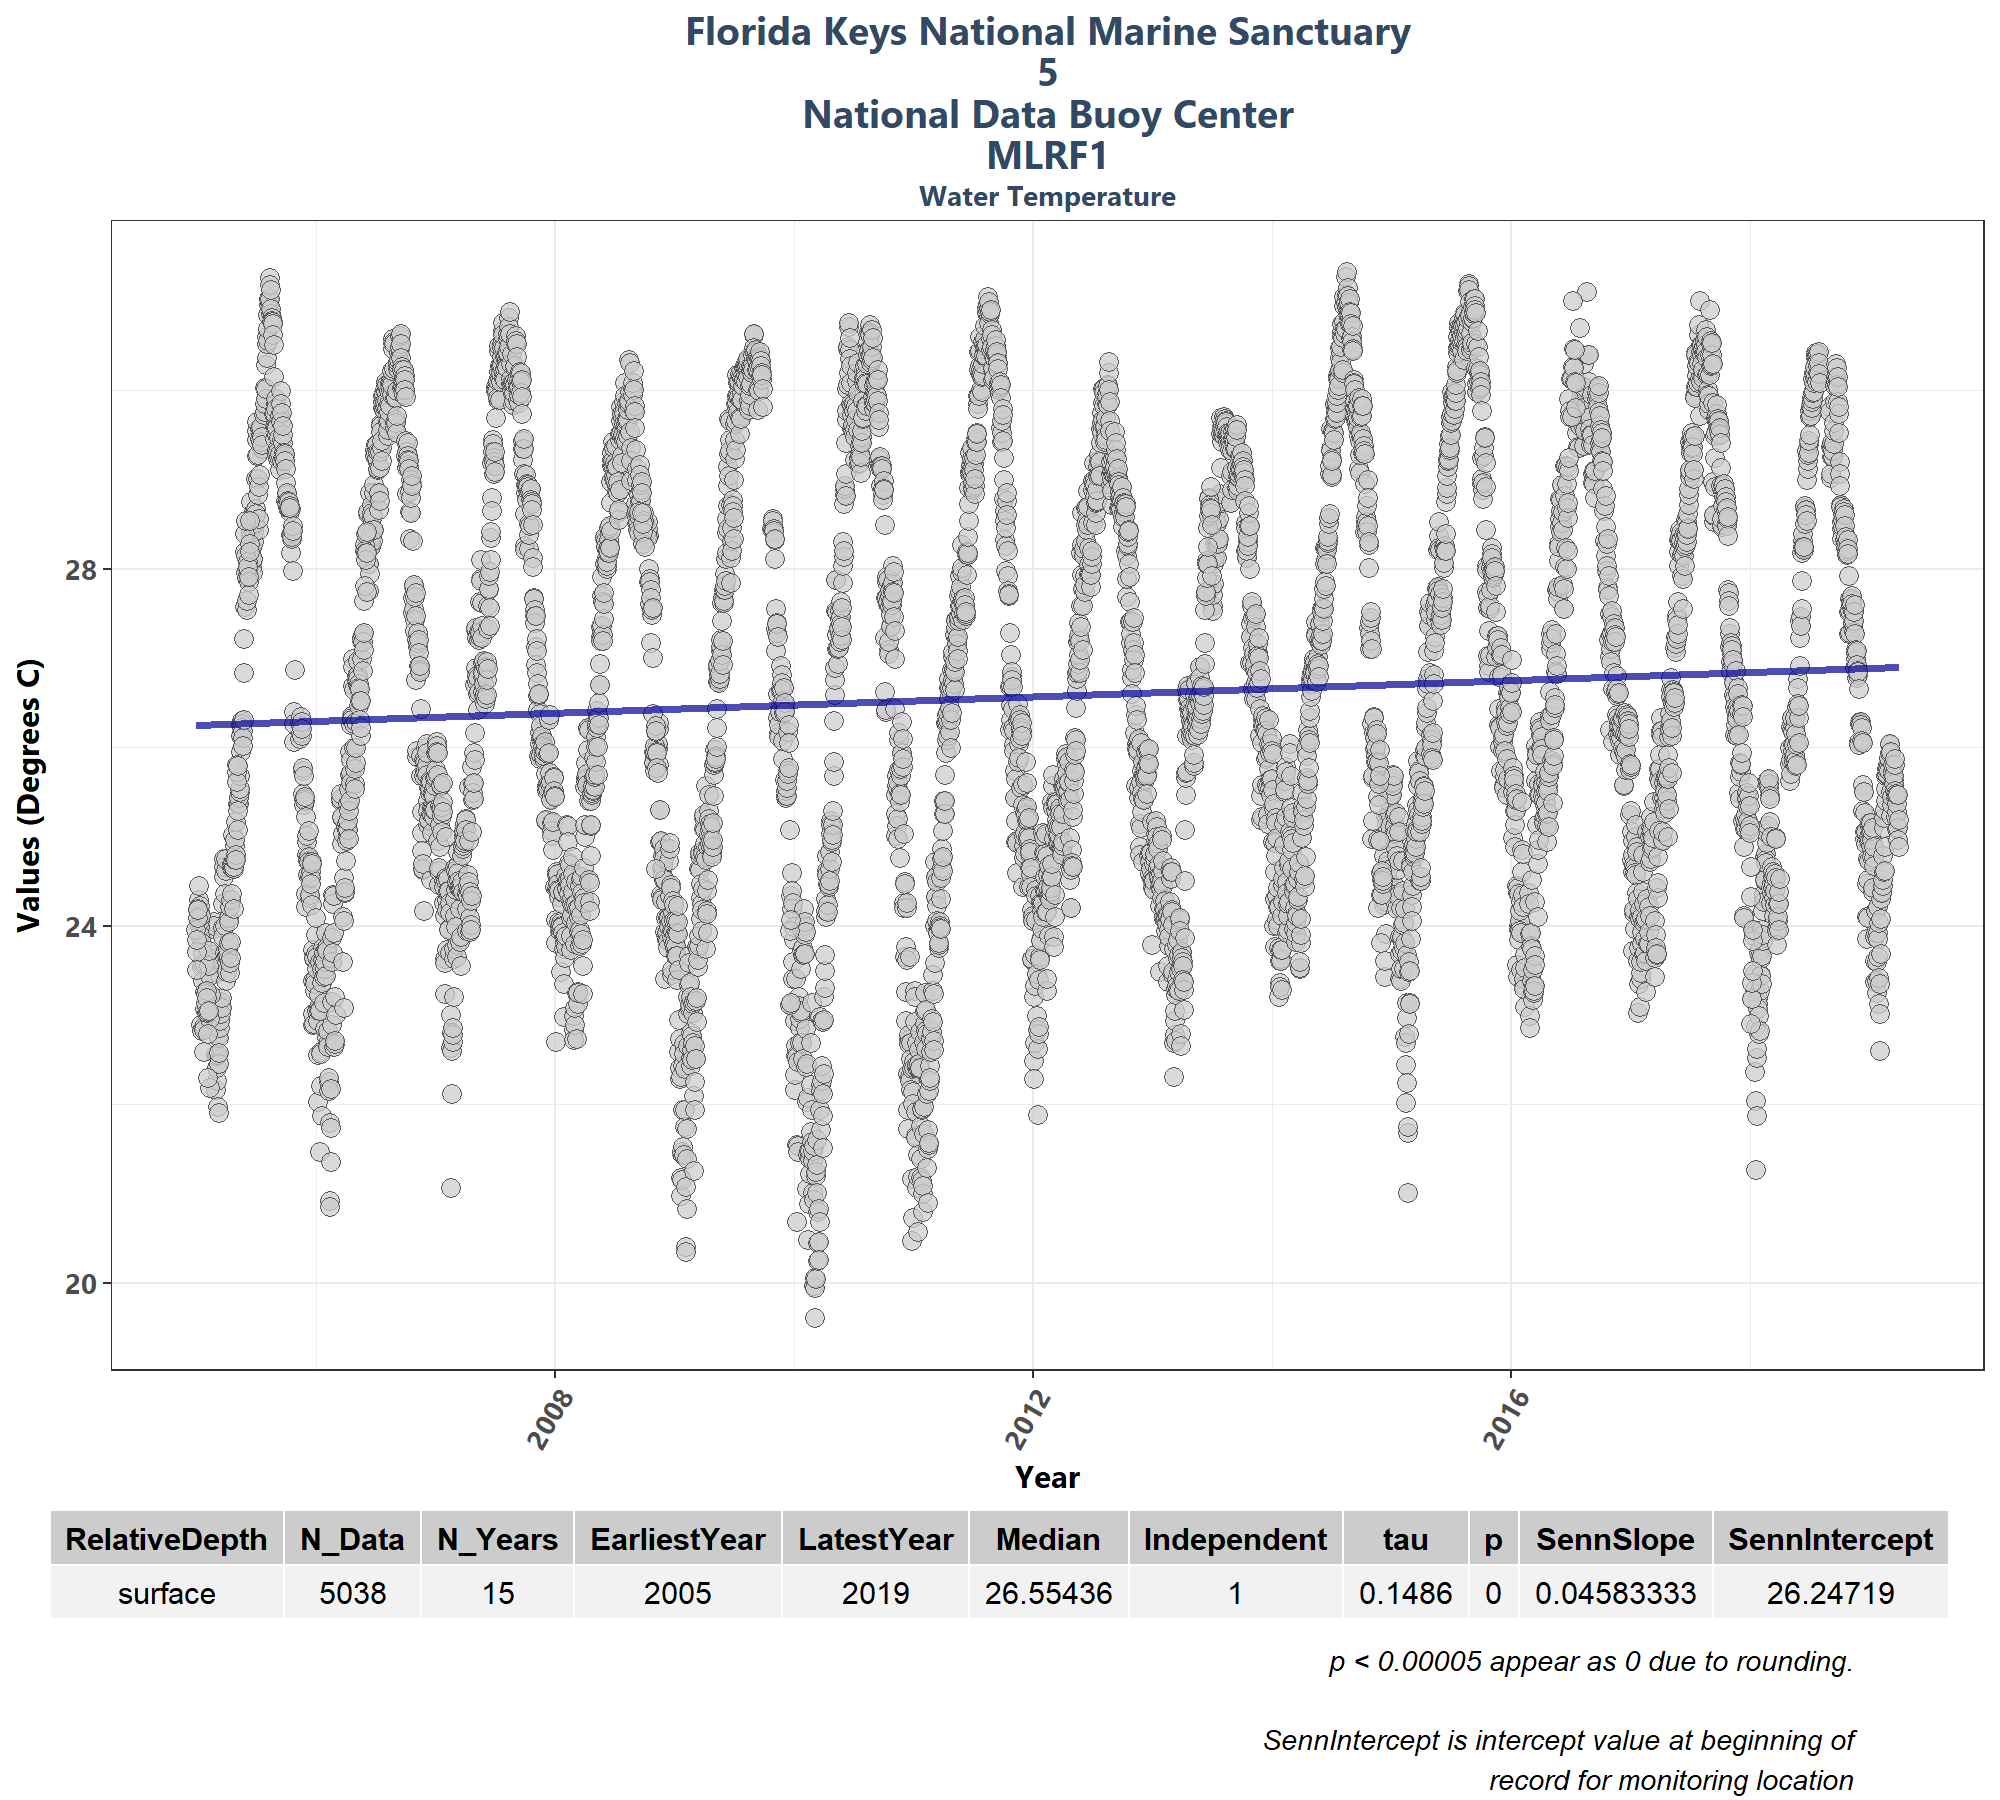 Florida Keys National Marine Sanctuary
5
National Data Buoy Center
MLRF1
Water Temperature
Values (Degrees C)
28
24
20
2008
2012
2016
Year
RelativeDepth N_Data N_Years EarliestYear LatestYear Median Independent tau p SennSlope SennIntercept
surface 5038 15 2005 2019 26.55436 1 0.1486 0 0.04583333 26.24719
p < 0.00005 appear as 0 due to rounding.
SennIntercept is intercept value at beginning of
record for monitoring location